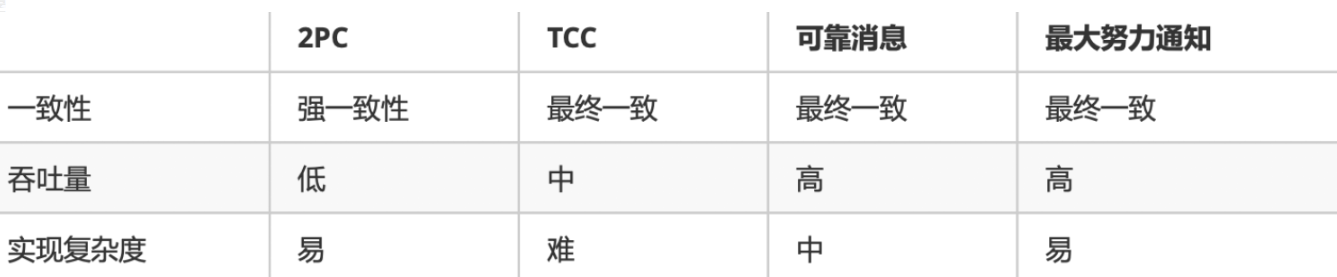 2PC TCC 可靠消息 最大努力通知
一致性 强一致性 最终一致 最终一致 最终一致
吞吐量 低 中 高 高
实现复杂度 易 难 中 易